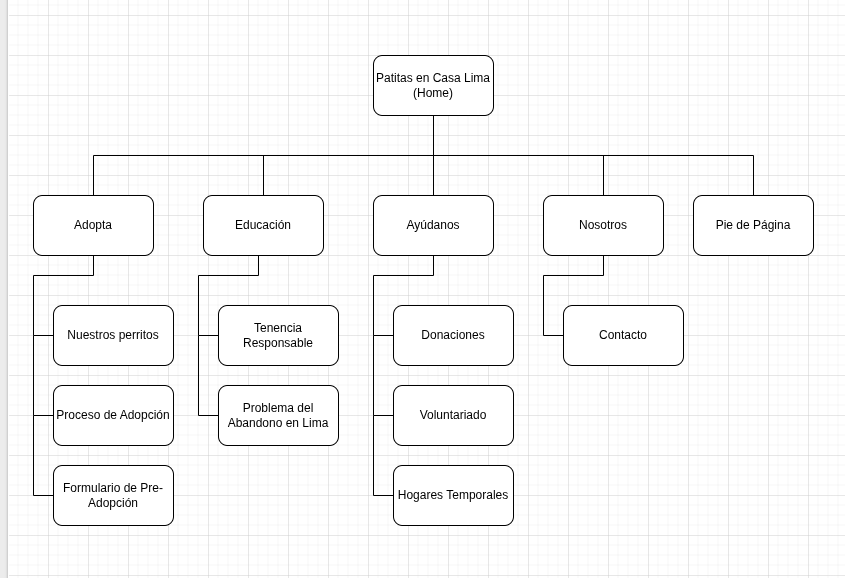 Patitas en Casa Lima
(Home)
Adopta
Educación
Ayúdanos
Nosotros
Pie de Página
Nuestros perritos
Tenencia
Responsable
Donaciones
Contacto
Proceso de Adopción
Problema del
Abandono en Lima
Voluntariado
Formulario de Pre-
Adopción
Hogares Temporales